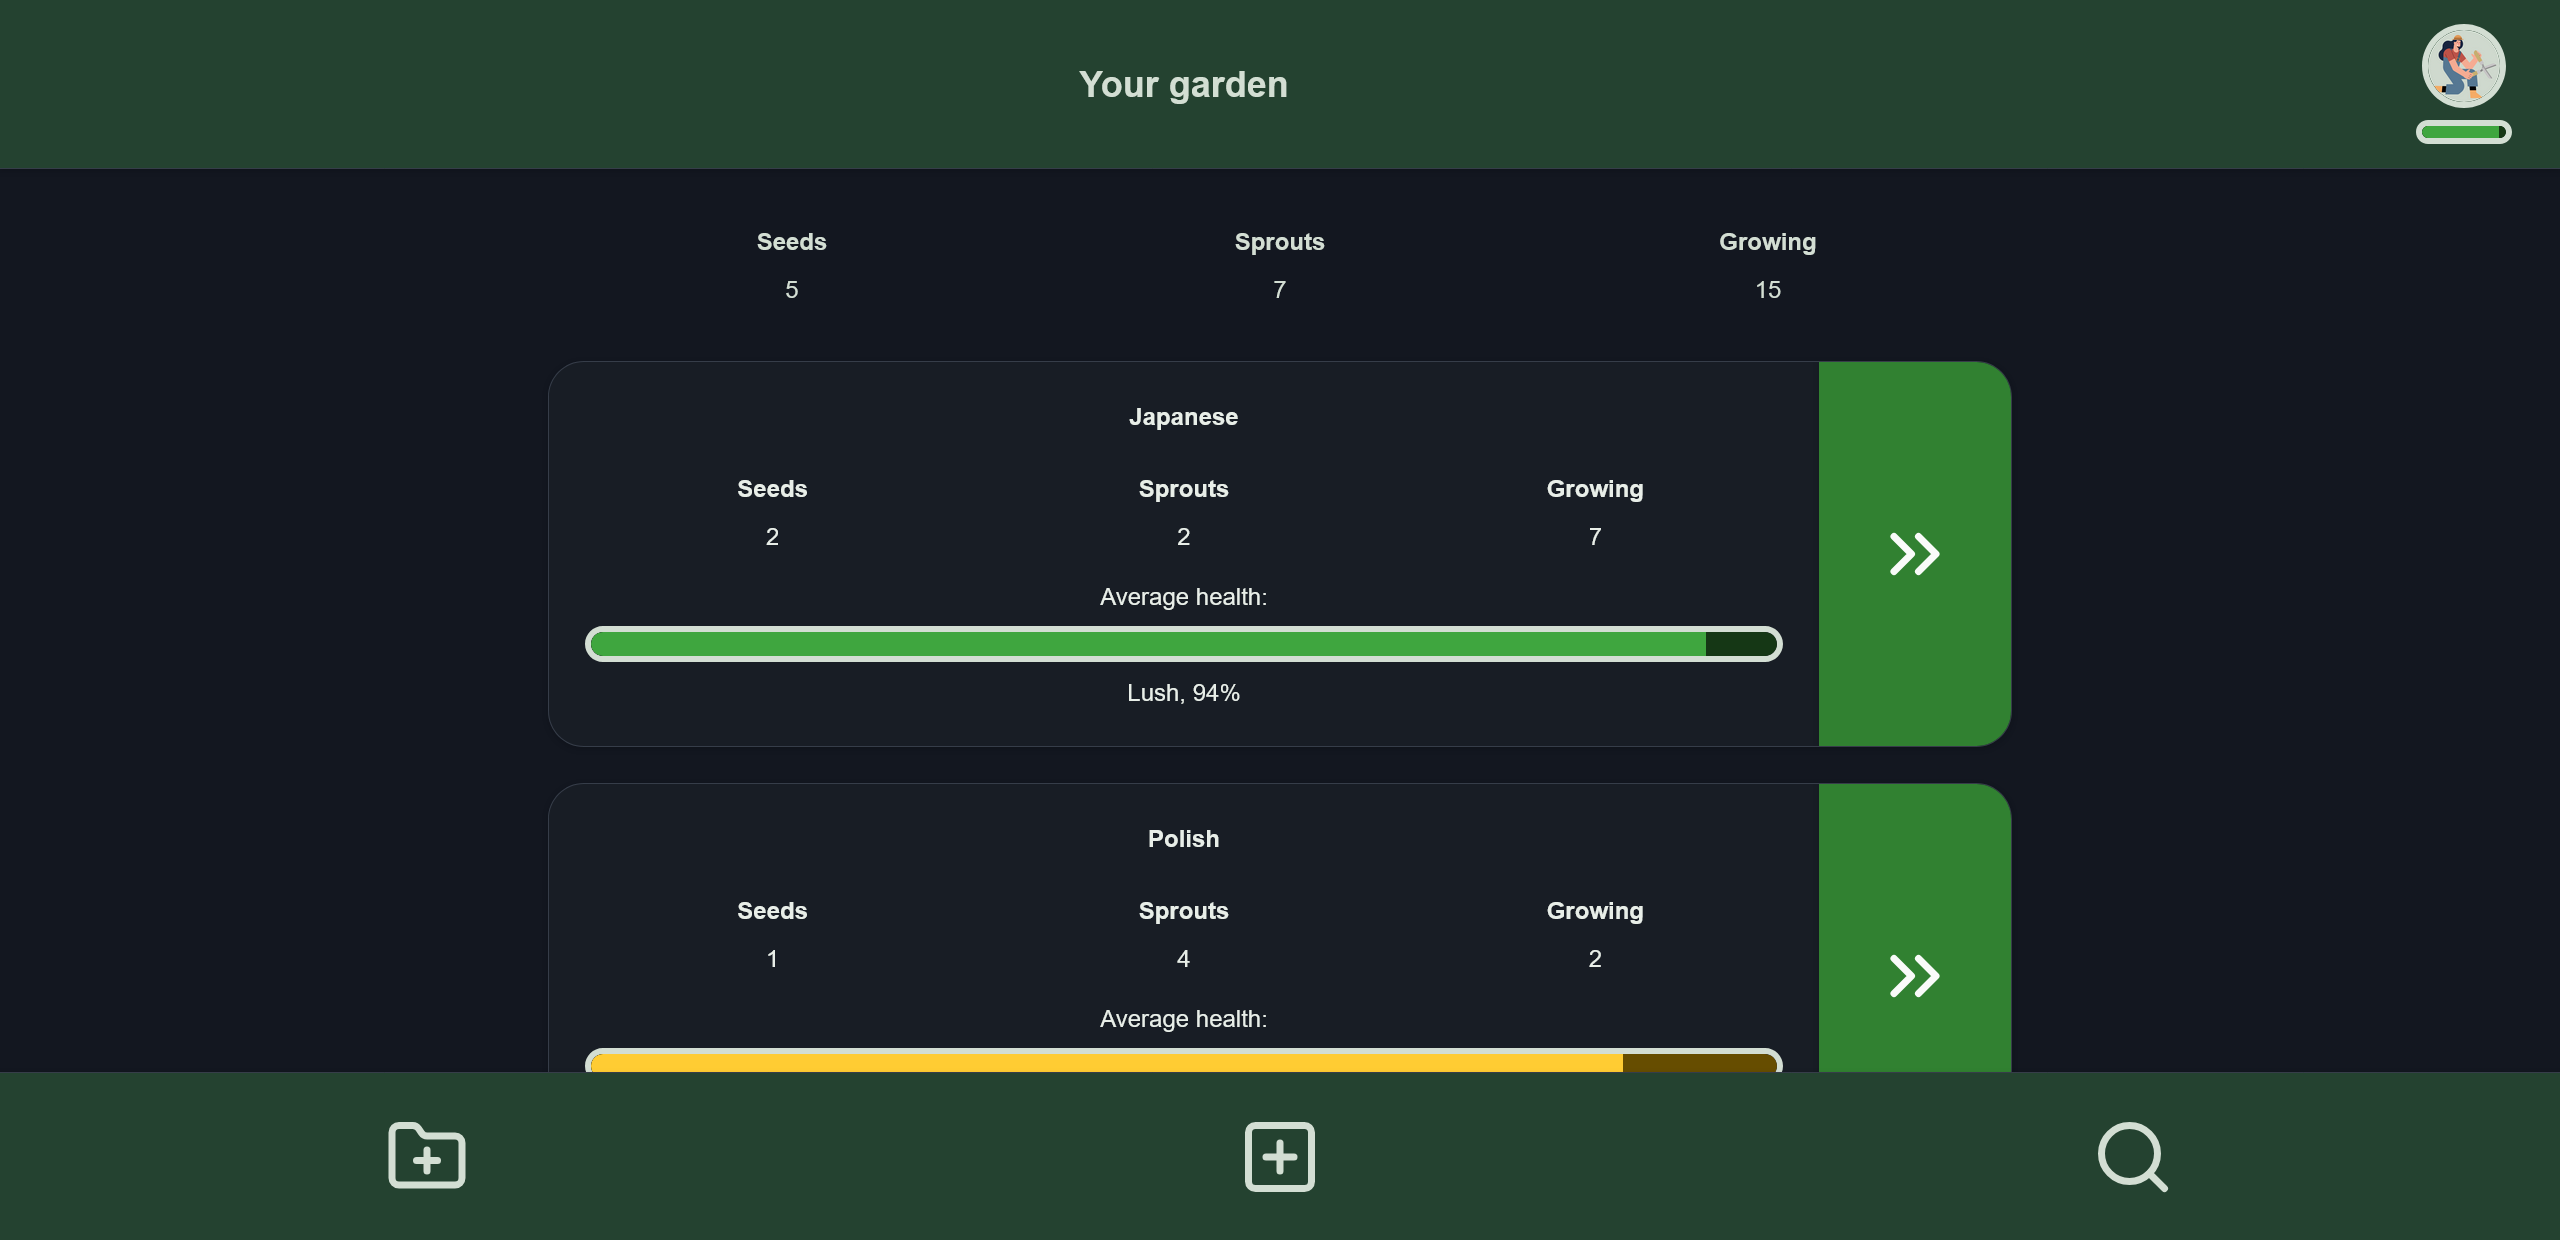 Your garden
Seeds Sprouts Growing
5 7 15
Japanese
Seeds Sprouts Growing
2 2 7
Average health:
Lush, 94%
Polish
Seeds Sprouts Growing
1 4 2
Average health: